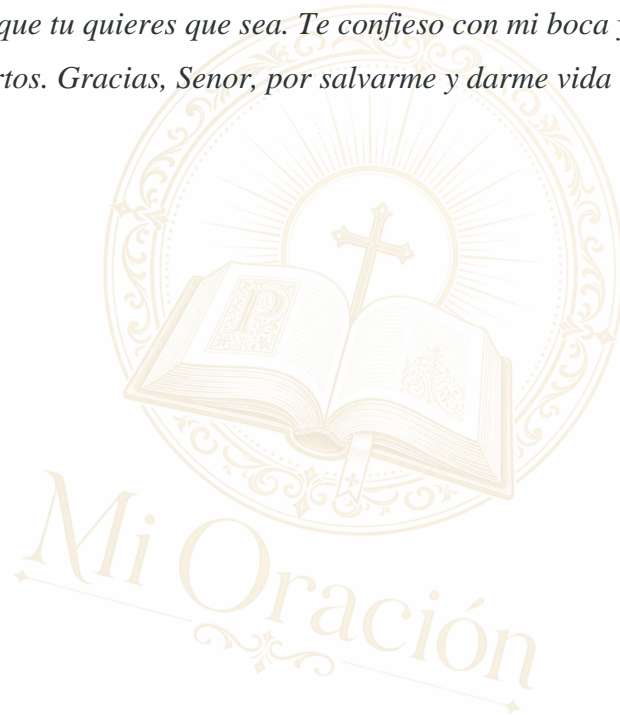 que tu quieres que sea. Te confieso con mi boca y
rtos. Gracias, Senor, por salvarme y darme vida
P
Mi Oración